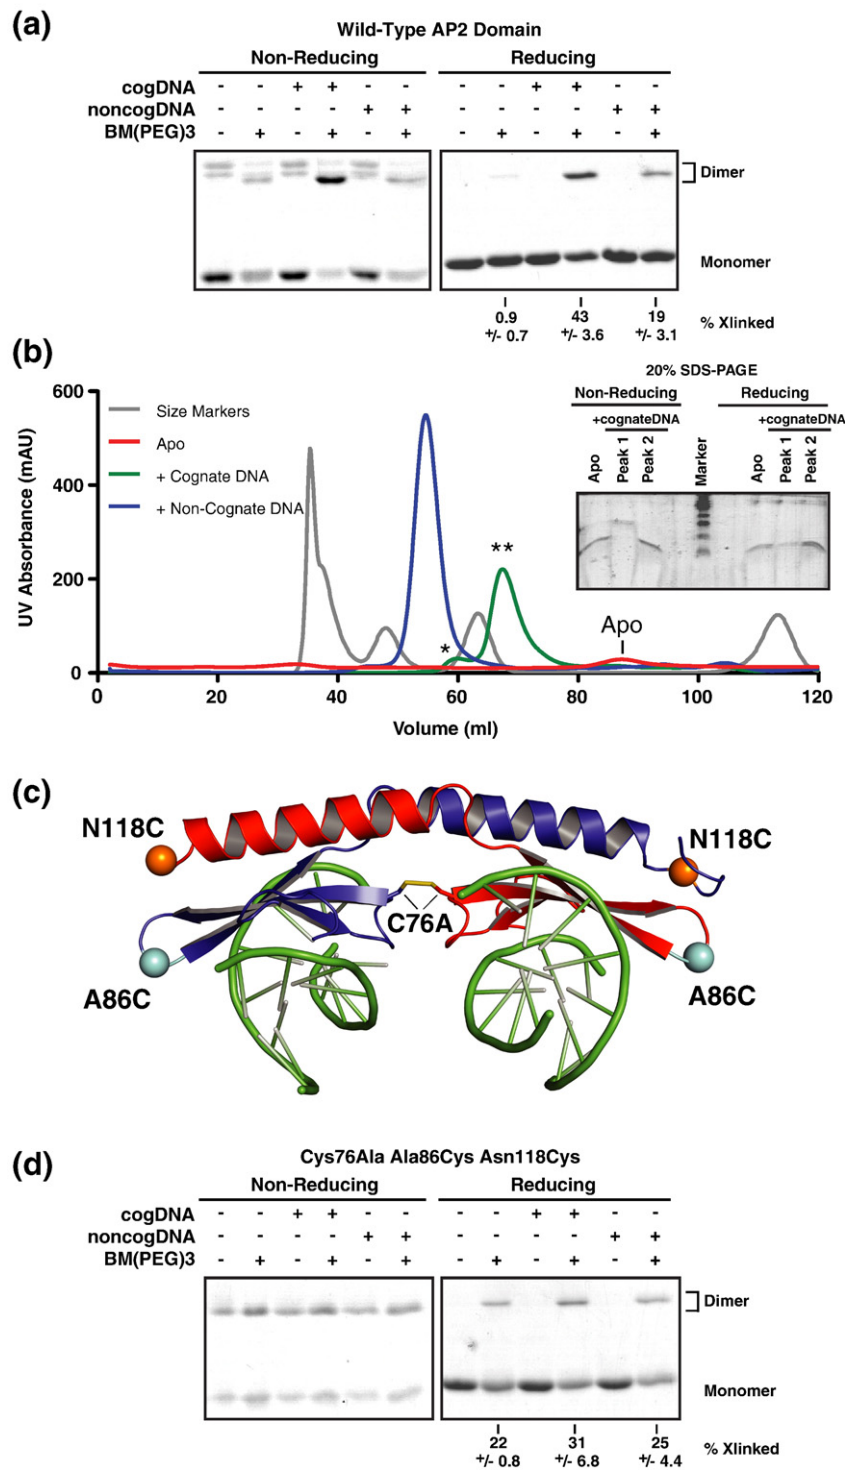 (a)
Wild-Type AP2 Domain
Non-Reducing Reducing
cogDNA - - + + - - - - + + - -
noncogDNA - - - - + + - - - - + +
BM(PEG)3 - + - + - + - + - + - +
Dimer
Monomer
0.9 43 19 % Xlinked
+/- 0.7 +/- 3.6 +/- 3.1
(b)
20% SDS-PAGE
Non-Reducing Reducing
+cognateDNA +cognateDNA
Apo Peak 1 Peak 2 Marker Apo Peak 1 Peak 2
UV Absorbance (mAU)
600
400
200
0
Size Markers
Apo
+ Cognate DNA
+ Non-Cognate DNA
*
**
Apo
0 20 40 60 80 100 120
Volume (ml)
(c)
N118C N118C
C76A
A86C A86C
(d)
Cys76Ala Ala86Cys Asn118Cys
Non-Reducing Reducing
cogDNA - - + + - - - - + + - -
noncogDNA - - - - + + - - - - + +
BM(PEG)3 - + - + - + - + - + - +
Dimer
Monomer
22 31 25 % Xlinked
+/- 0.8 +/- 6.8 +/- 4.4